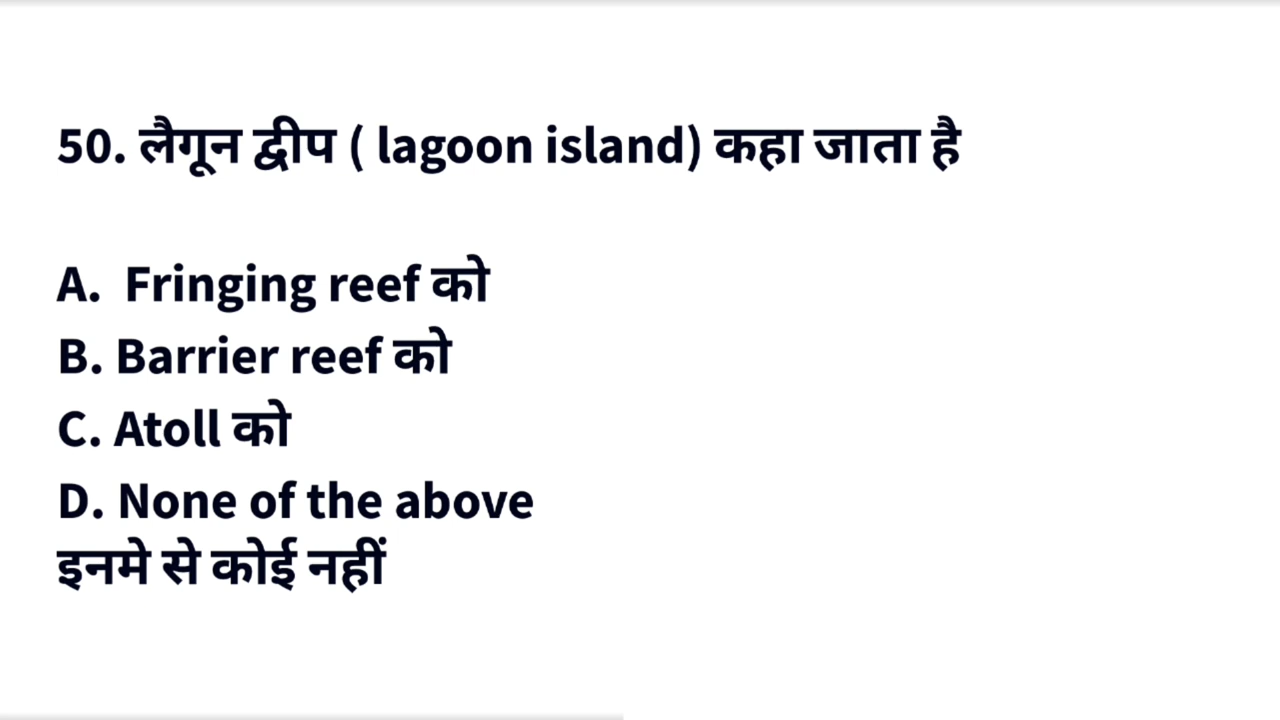 50. लैगून द्वीप ( lagoon island) कहा जाता है
A. Fringing reef को
B. Barrier reef को
C. Atoll को
D. None of the above
इनमे से कोई नहीं